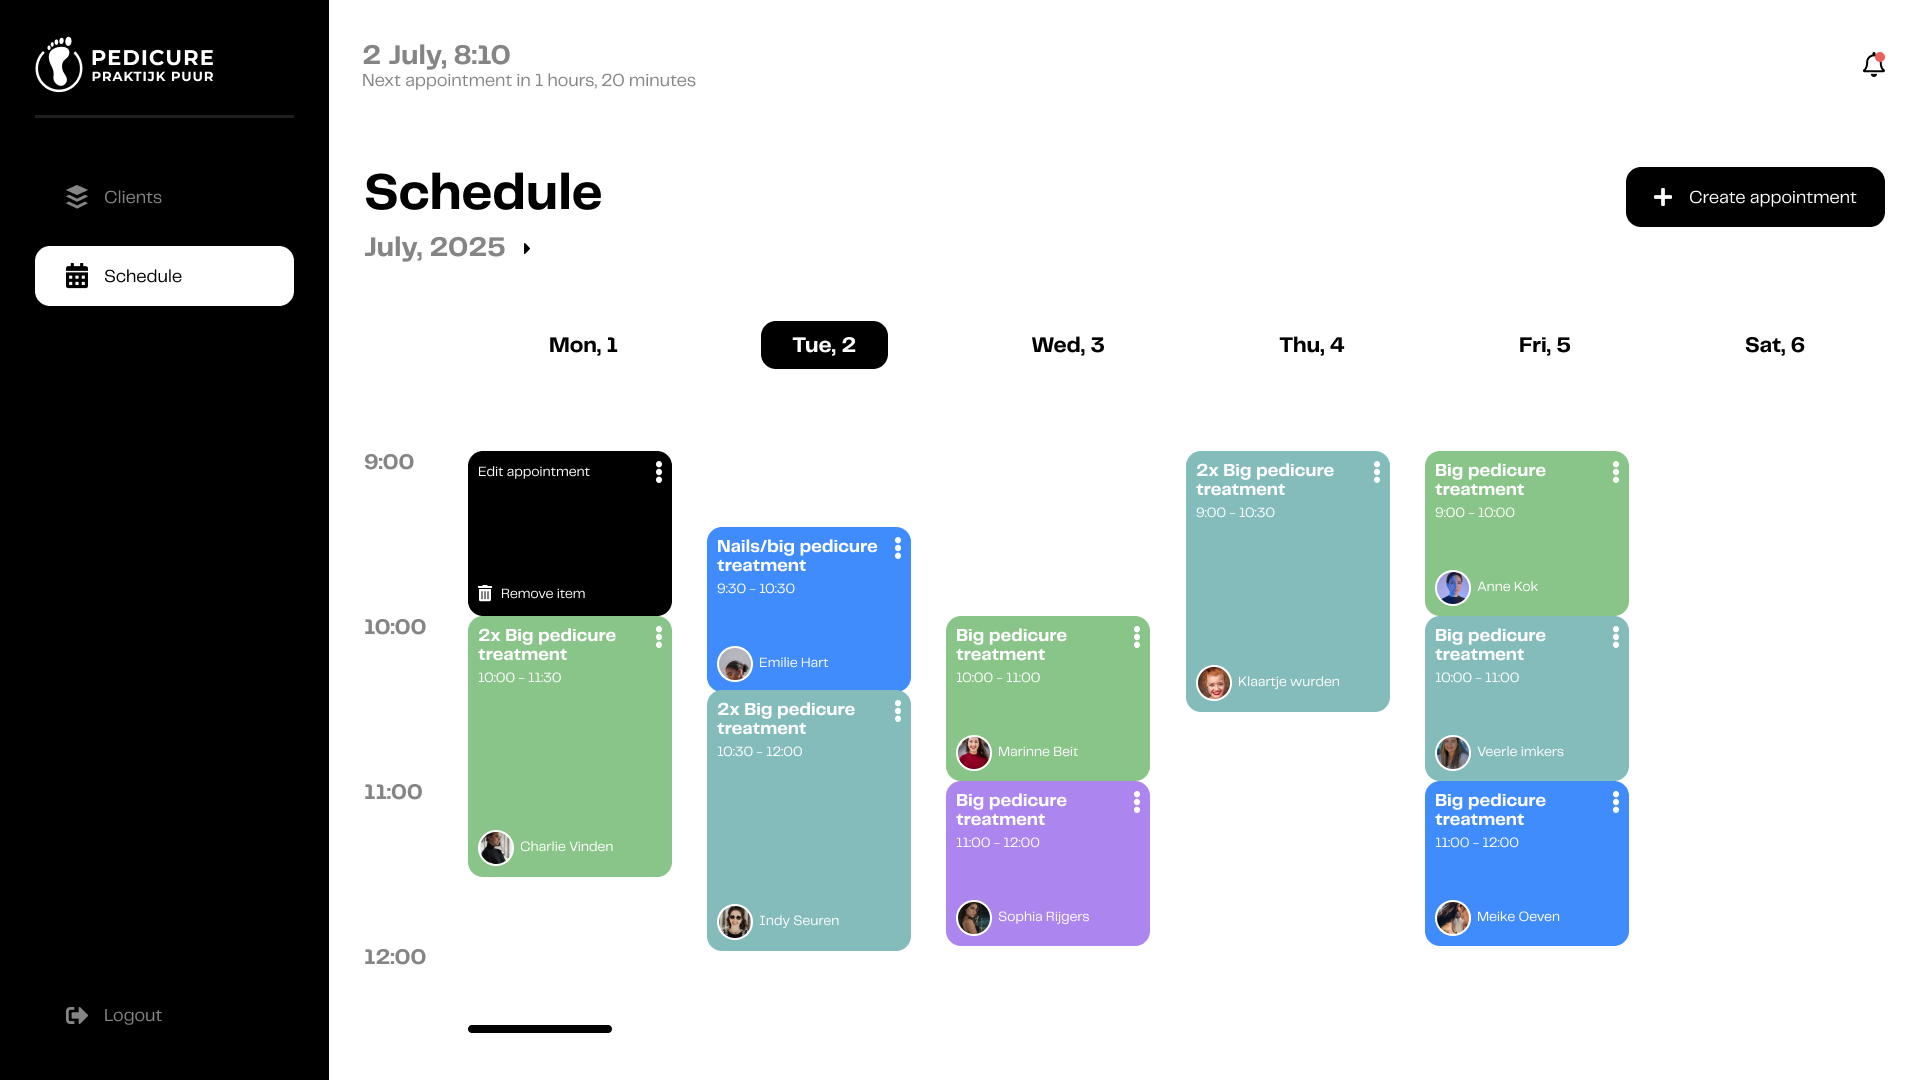 PEDICURE
PRAKTIJK PUUR
Clients
Schedule
Logout
2 July, 8:10
Next appointment in 1 hours, 20 minutes
Schedule
July, 2025
Create appointment
Mon, 1
Tue, 2
Wed, 3
Thu, 4
Fri, 5
Sat, 6
9:00
10:00
11:00
12:00
Edit appointment
Remove item
2x Big pedicure
treatment
10:00 - 11:30
Charlie Vinden
Nails/big pedicure
treatment
9:30 - 10:30
Emilie Hart
2x Big pedicure
treatment
10:30 - 12:00
Indy Seuren
Big pedicure
treatment
10:00 - 11:00
Marinne Beit
Big pedicure
treatment
11:00 - 12:00
Sophia Rijgers
2x Big pedicure
treatment
9:00 - 10:30
Klaartje wurden
Big pedicure
treatment
9:00 - 10:00
Anne Kok
Big pedicure
treatment
10:00 - 11:00
Veerle imkers
Big pedicure
treatment
11:00 - 12:00
Meike Oeven